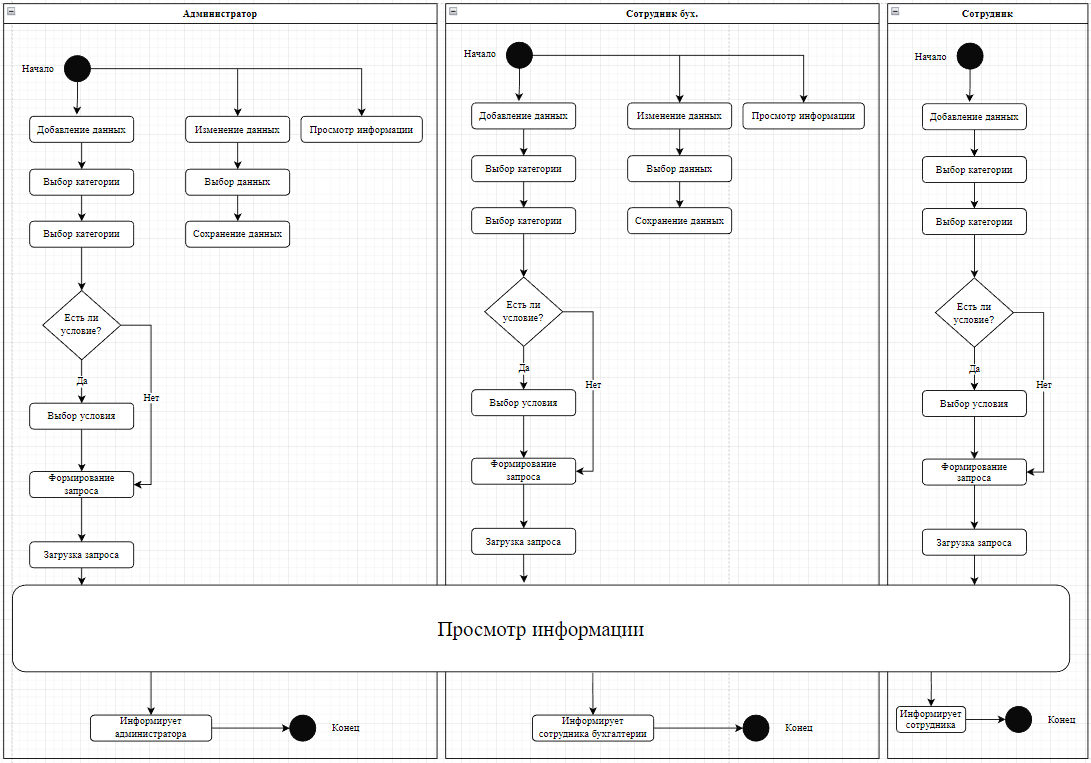 Администратор
Начало
Добавление данных
Изменение данных
Просмотр информации
Выбор категории
Выбор данных
Выбор категории
Сохранение данных
Есть ли
условие?
Да
Нет
Выбор условия
Формирование
запроса
Загрузка запроса
Сотрудник бух.
Начало
Добавление данных
Изменение данных
Просмотр информации
Выбор категории
Выбор данных
Выбор категории
Сохранение данных
Есть ли
условие?
Да
Нет
Выбор условия
Формирование
запроса
Загрузка запроса
Сотрудник
Начало
Добавление данных
Выбор категории
Выбор категории
Есть ли
условие?
Да
Нет
Выбор условия
Формирование
запроса
Загрузка запроса
Просмотр информации
Информирует
администратора
Конец
Информирует
сотрудника бухгалтерии
Конец
Информирует
сотрудника
Конец